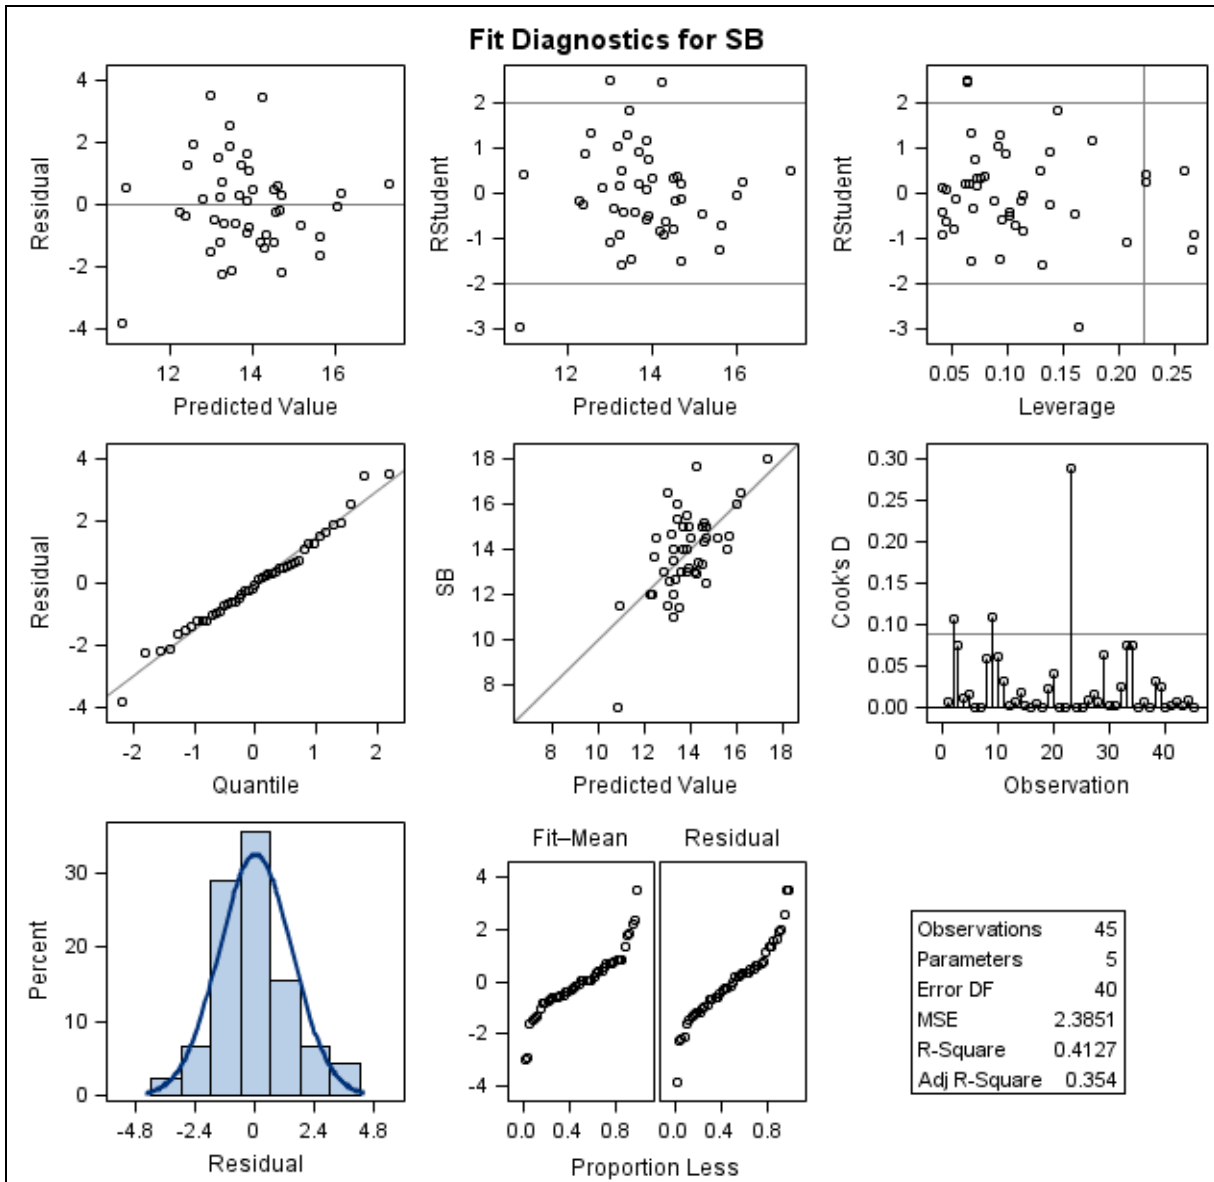 Fit Diagnostics for SB
4
2
0
-2
-4
Residual
12 14 16
Predicted Value
2
1
0
-1
-2
-3
RStudent
12 14 16
Predicted Value
2
1
0
-1
-2
-3
RStudent
0.05 0.10 0.15 0.20 0.25
Leverage
4
2
0
-2
-4
Residual
-2 -1 0 1 2
Quantile
18
16
14
12
10
8
SB
8 10 12 14 16 18
Predicted Value
0.30
0.25
0.20
0.15
0.10
0.05
0.00
Cook's D
0 10 20 30 40
Observation
30
20
10
0
Percent
-4.8 -2.4 0 2.4 4.8
Residual
Fit–Mean Residual
4
2
0
-2
-4
0.0 0.4 0.8 0.0 0.4 0.8
Proportion Less
Observations 45
Parameters 5
Error DF 40
MSE 2.3851
R-Square 0.4127
Adj R-Square 0.354